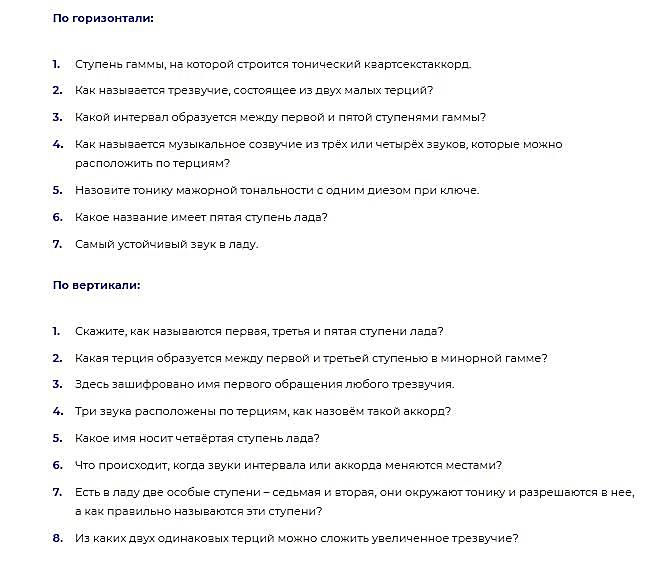 По горизонтали:
1. Ступень гаммы, на которой строится тонический квартсекстаккорд.
2. Как называется трезвучие, состоящее из двух малых терций?
3. Какой интервал образуется между первой и пятой ступенями гаммы?
4. Как называется музыкальное созвучие из трёх или четырёх звуков, которые можно
расположить по терциям?
5. Назовите тонику мажорной тональности с одним диезом при ключе.
6. Какое название имеет пятая ступень лада?
7. Самый устойчивый звук в ладу.
По вертикали:
1. Скажите, как называются первая, третья и пятая ступени лада?
2. Какая терция образуется между первой и третьей ступенью в минорной гамме?
3. Здесь зашифровано имя первого обращения любого трезвучия.
4. Три звука расположены по терциям, как назовём такой аккорд?
5. Какое имя носит четвёртая ступень лада?
6. Что происходит, когда звуки интервала или аккорда меняются местами?
7. Есть в ладу две особые ступени – седьмая и вторая, они окружают тонику и разрешаются в нее,
а как правильно называются эти ступени?
8. Из каких двух одинаковых терций можно сложить увеличенное трезвучие?